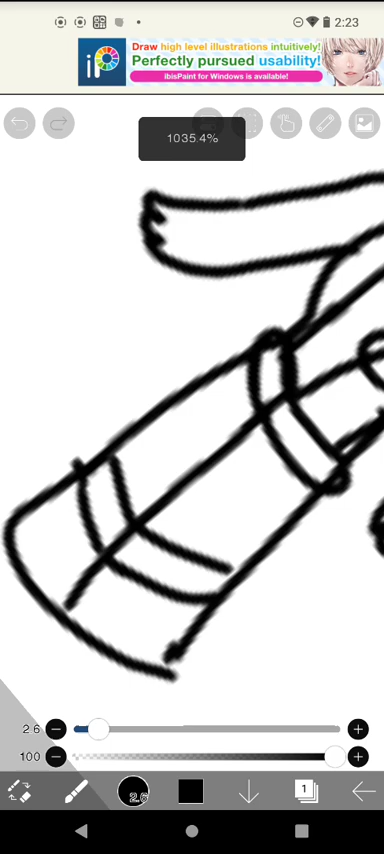 2:23
iP
Draw high level illustrations intuitively!
Perfectly pursued usability!
ibisPaint for Windows is available!
1035.4%
2.6
100
2.6
1